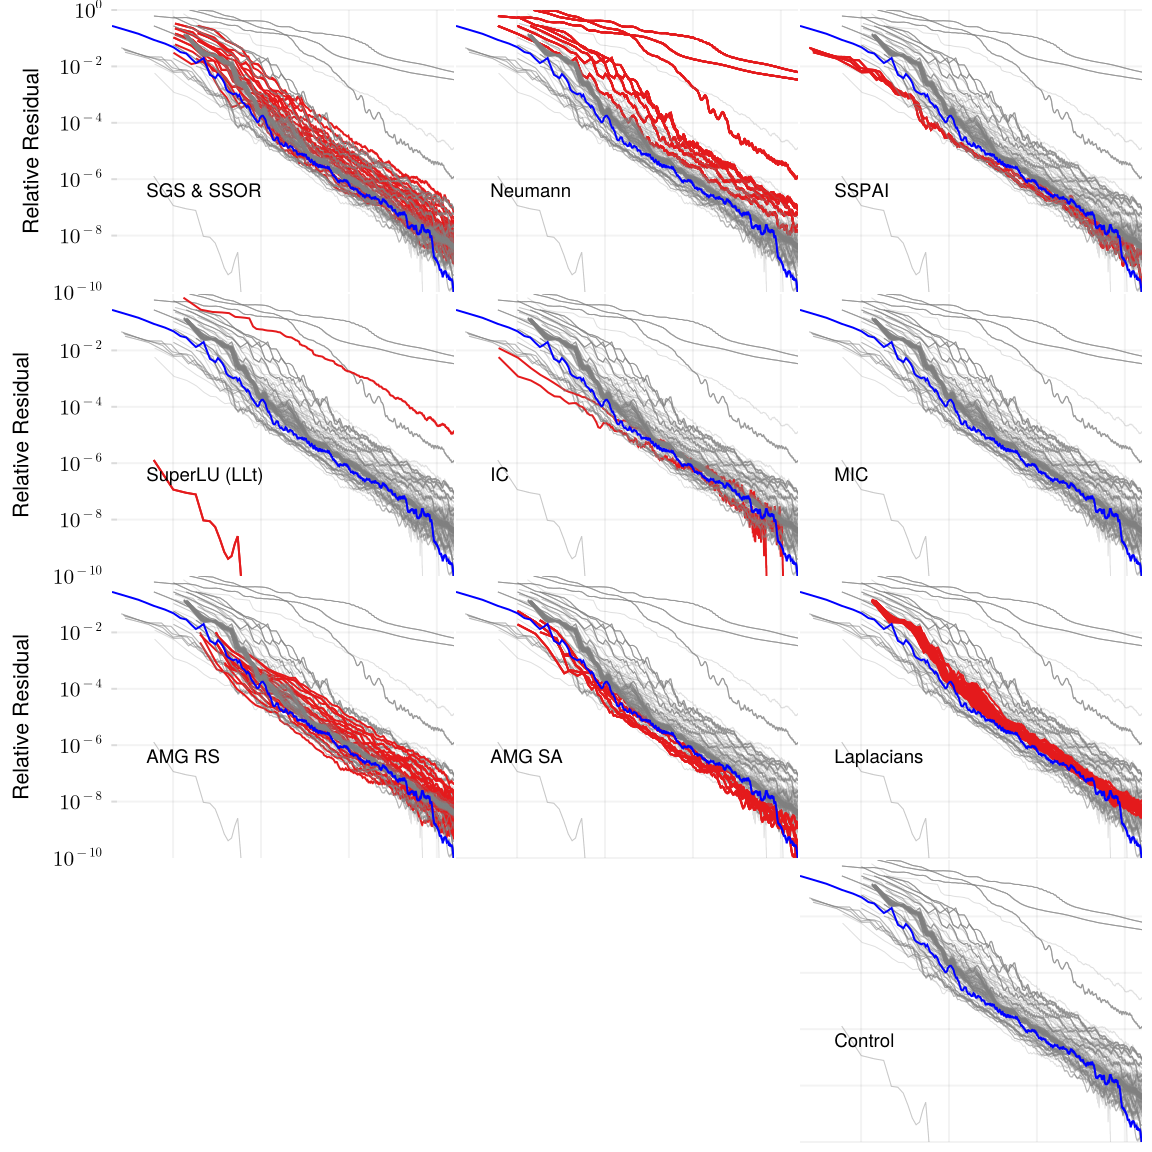 10^0
10^-2
10^-4
10^-6
10^-8
10^-10
Relative Residual
SGS & SSOR
Neumann
SSPAI
10^-2
10^-4
10^-6
10^-8
10^-10
Relative Residual
SuperLU (LLt)
IC
MIC
10^-2
10^-4
10^-6
10^-8
10^-10
Relative Residual
AMG RS
AMG SA
Laplacians
Control